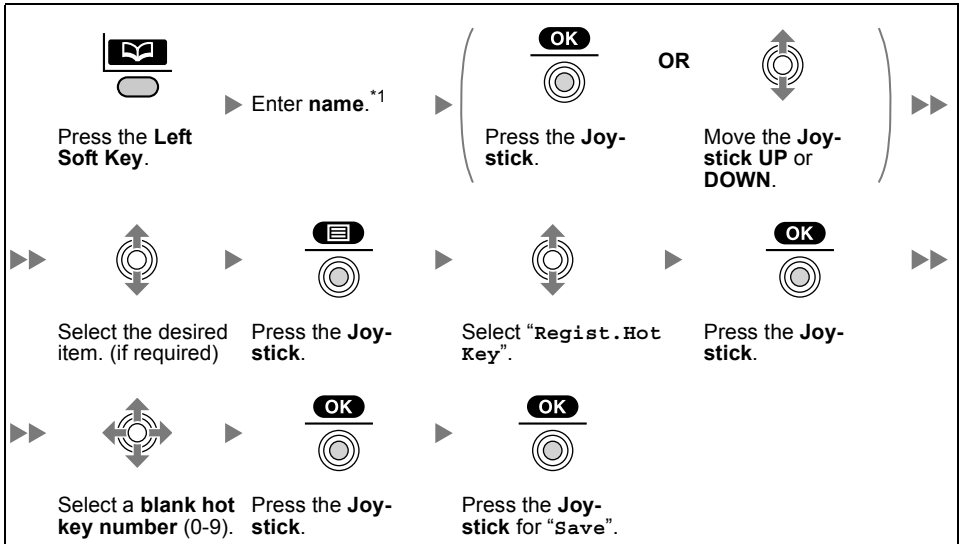 OK
OR
Enter name.*1
Press the Left
Soft Key.
Press the Joy-
stick.
Move the Joy-
stick UP or
DOWN.
OK
Select the desired
item. (if required)
Press the Joy-
stick.
Select “Regist.Hot
Key”.
Press the Joy-
stick.
OK
OK
Select a blank hot
key number (0-9).
Press the Joy-
stick.
Press the Joy-
stick for “Save”.